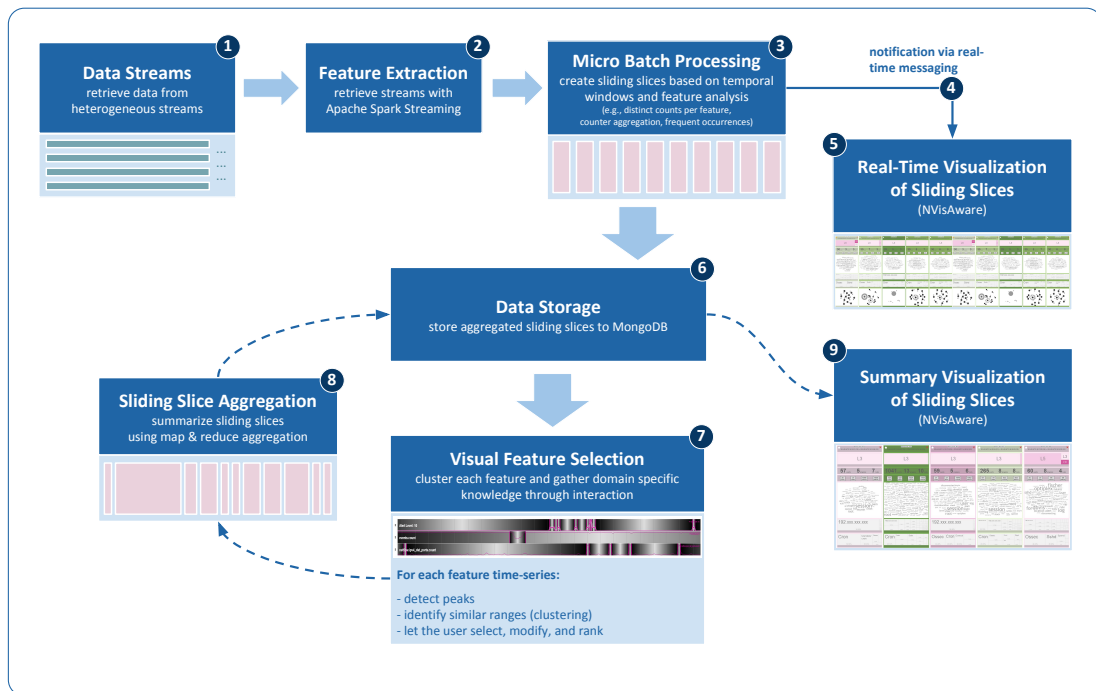 1
Data Streams
retrieve data from
heterogeneous streams
...
...
2
Feature Extraction
retrieve streams with
Apache Spark Streaming
3
Micro Batch Processing
create sliding slices based on temporal
windows and feature analysis
(e.g., distinct counts per feature,
counter aggregation, frequent occurrences)
notification via real-
time messaging
4
5
Real-Time Visualization
of Sliding Slices
(NVisAware)
6
Data Storage
store aggregated sliding slices to MongoDB
7
Visual Feature Selection
cluster each feature and gather domain specific
knowledge through interaction
For each feature time-series:
- detect peaks
- identify similar ranges (clustering)
- let the user select, modify, and rank
8
Sliding Slice Aggregation
summarize sliding slices
using map & reduce aggregation
9
Summary Visualization
of Sliding Slices
(NVisAware)
L3
L3
L3
L3
L3